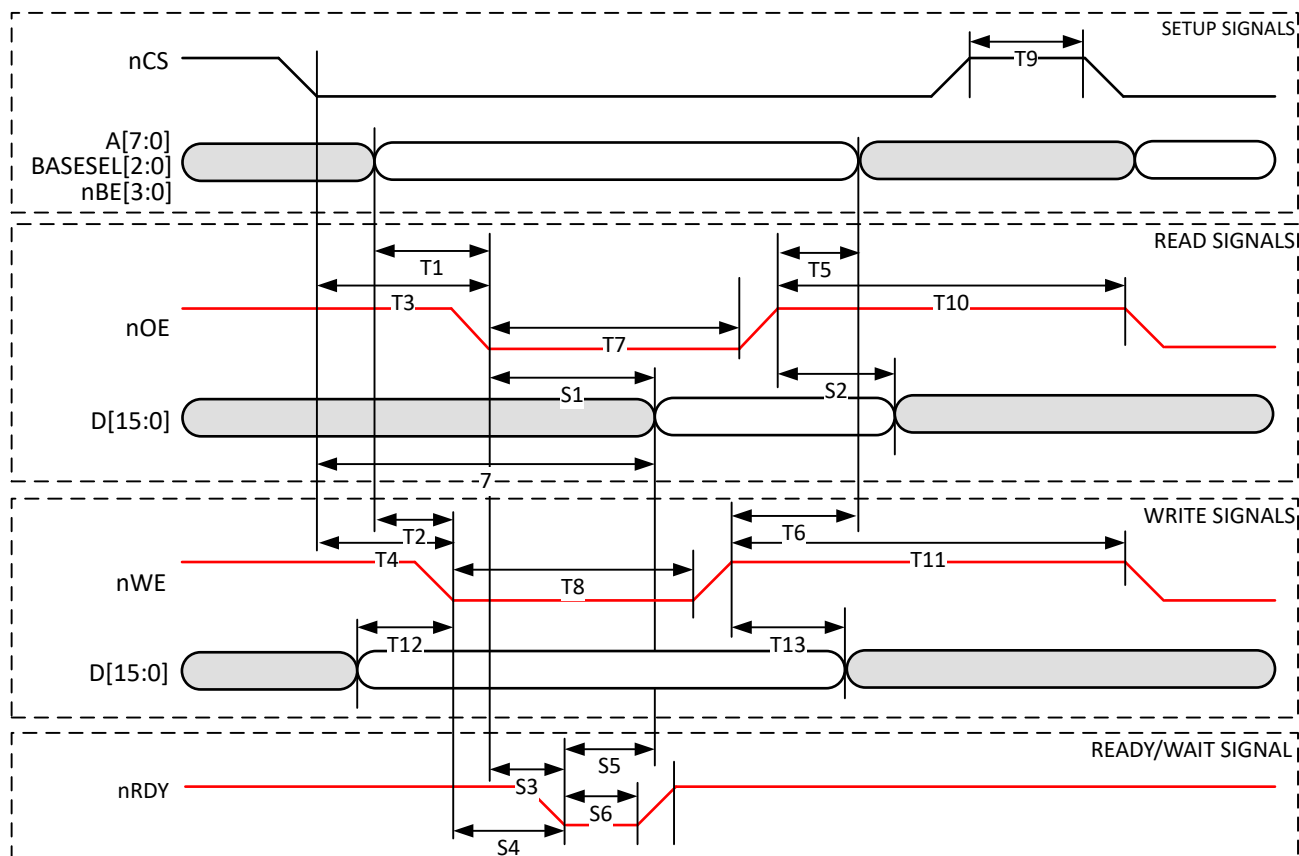 SETUP SIGNALS
nCS
T9
A[7:0]
BASESEL[2:0]
nBE[3:0]
READ SIGNALS
T1
T5
T3
T10
nOE
T7
S1
S2
D[15:0]
7
WRITE SIGNALS
T2
T6
T4
T11
nWE
T8
T12
T13
D[15:0]
READY/WAIT SIGNAL
S5
nRDY
S3
S6
S4